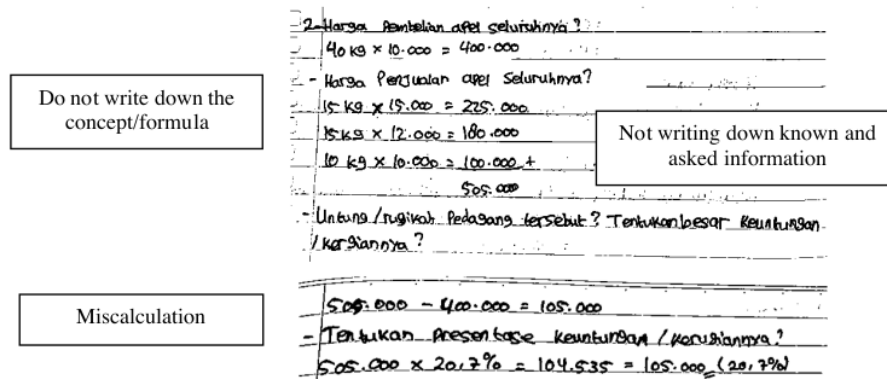 2. Harga Pembelian apel seluruhnya?
40 kg × 10.000 = 400.000
- Harga Penjualan apel Seluruhnya?
15 kg × 15.000 = 225.000
15 kg × 12.000 = 180.000
10 kg × 10.000 = 100.000 +
505.000
- Untung/rugikah Pedagang tersebut? Tentukan besar keuntungan
/kergiannya?
505.000 - 400.000 = 105.000
- Tentukan Presentase keuntungan / kerugiannya?
505.000 × 20,7% = 104.535 = 105.000 (20,7%)
Do not write down the
concept/formula
Not writing down known and
asked information
Miscalculation